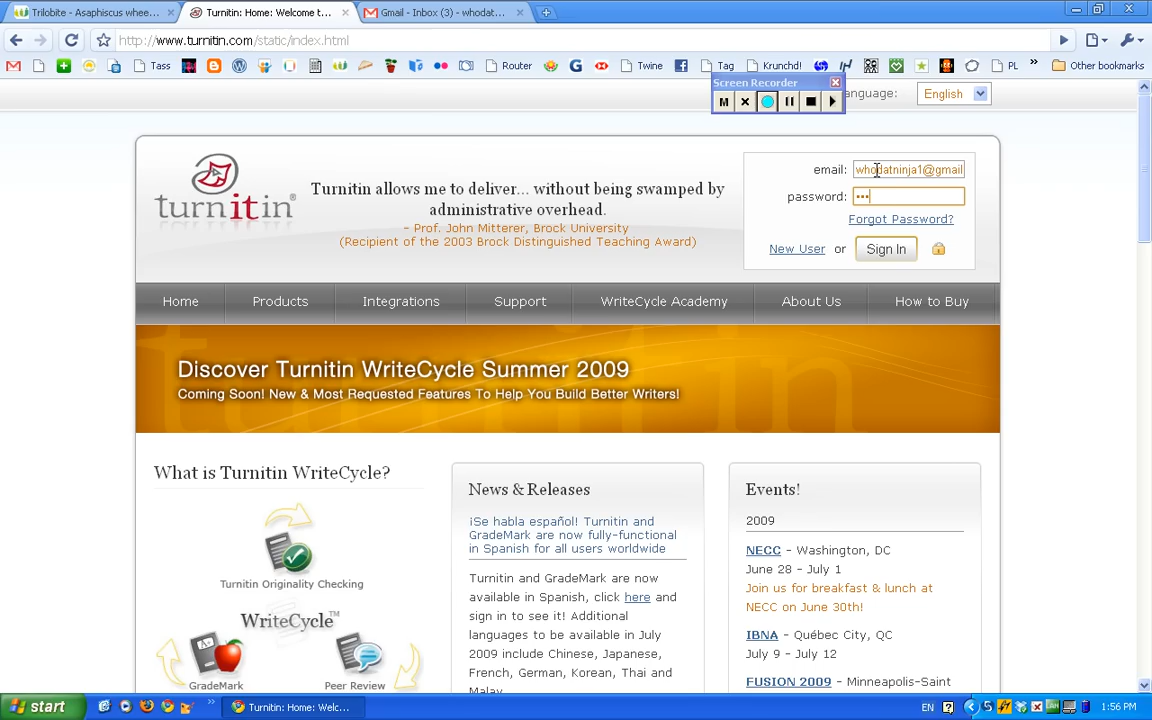 Trilobite - Asaphiscus whee...
Turnitin: Home: Welcome t...
Gmail - Inbox (3) - whodat...
http://www.turnitin.com/static/index.html
Tass
Router
Twine
Tag
Krunchd!
PL
Other bookmarks
Screen Recorder
M
anguage:
English
turnitin
Turnitin allows me to deliver... without being swamped by
administrative overhead.
– Prof. John Mitterer, Brock University
(Recipient of the 2003 Brock Distinguished Teaching Award)
email: whodatninja1@gmail
password: •••
Forgot Password?
New User or Sign In
Home Products Integrations Support WriteCycle Academy About Us How to Buy
Discover Turnitin WriteCycle Summer 2009
Coming Soon! New & Most Requested Features To Help You Build Better Writers!
What is Turnitin WriteCycle?
Turnitin Originality Checking
WriteCycle™
GradeMark
Peer Review
News & Releases
¡Se habla español! Turnitin and
GradeMark are now fully-functional
in Spanish for all users worldwide
Turnitin and GradeMark are now
available in Spanish, click here and
sign in to see it! Additional
languages to be available in July
2009 include Chinese, Japanese,
French, German, Korean, Thai and
Malay
Events!
2009
NECC - Washington, DC
June 28 - July 1
Join us for breakfast & lunch at
NECC on June 30th!
IBNA - Québec City, QC
July 9 - July 12
FUSION 2009 - Minneapolis-Saint
start
Turnitin: Home: Welc...
EN
1:56 PM